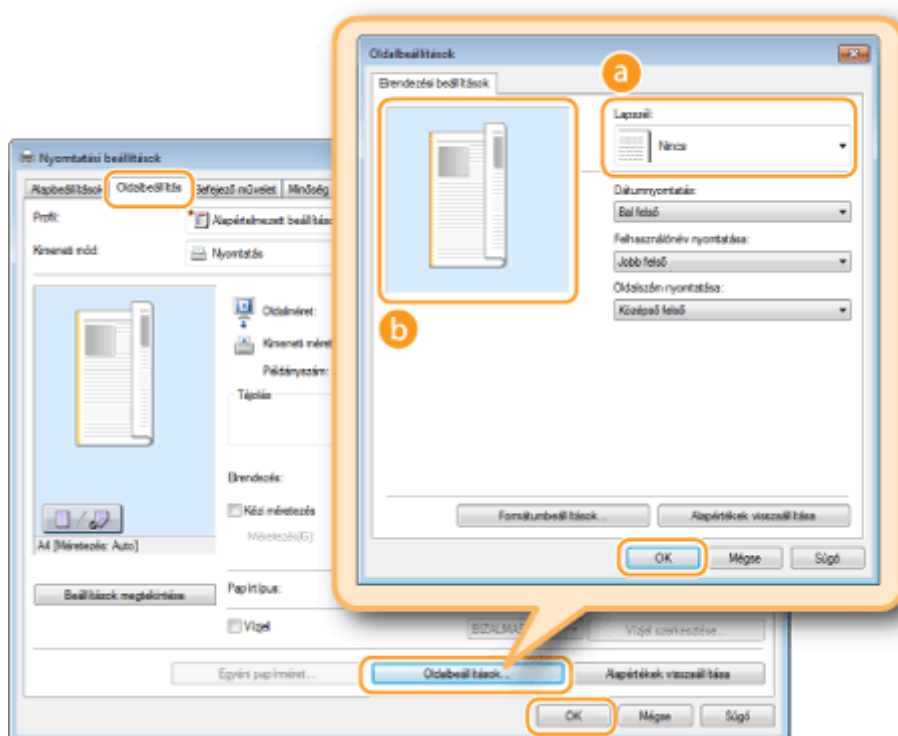 Oldalbeállítások
Elrendezési beállítások
a
Lapszél:
Nincs
Dátumnyomtatás:
Bal felső
Felhasználónév nyomtatása:
Jobb felső
Oldalszám nyomtatása:
Középső felső
b
Formátumbeállítások...
Alapértékek visszaállítása
OK
Mégse
Súgó
Nyomtatási beállítások
Alapbeállítások
Oldalbeállítás
Befejező művelet
Minőség
Profil:
Alapértelmezett beállítások
Kimeneti mód:
Nyomtatás
Oldalméret:
Kimeneti méret
Példányszám:
Tájolás
Elrendezés:
Kézi méretezés
Méretezés(G):
A4 [Méretezés: Auto]
Beállítások megtekintése
Papírtípus:
Vízjel
BIZALMAS
Vízjel szerkesztése...
Egyéni papírméret...
Oldalbeállítások...
Alapértékek visszaállítása
OK
Mégse
Súgó